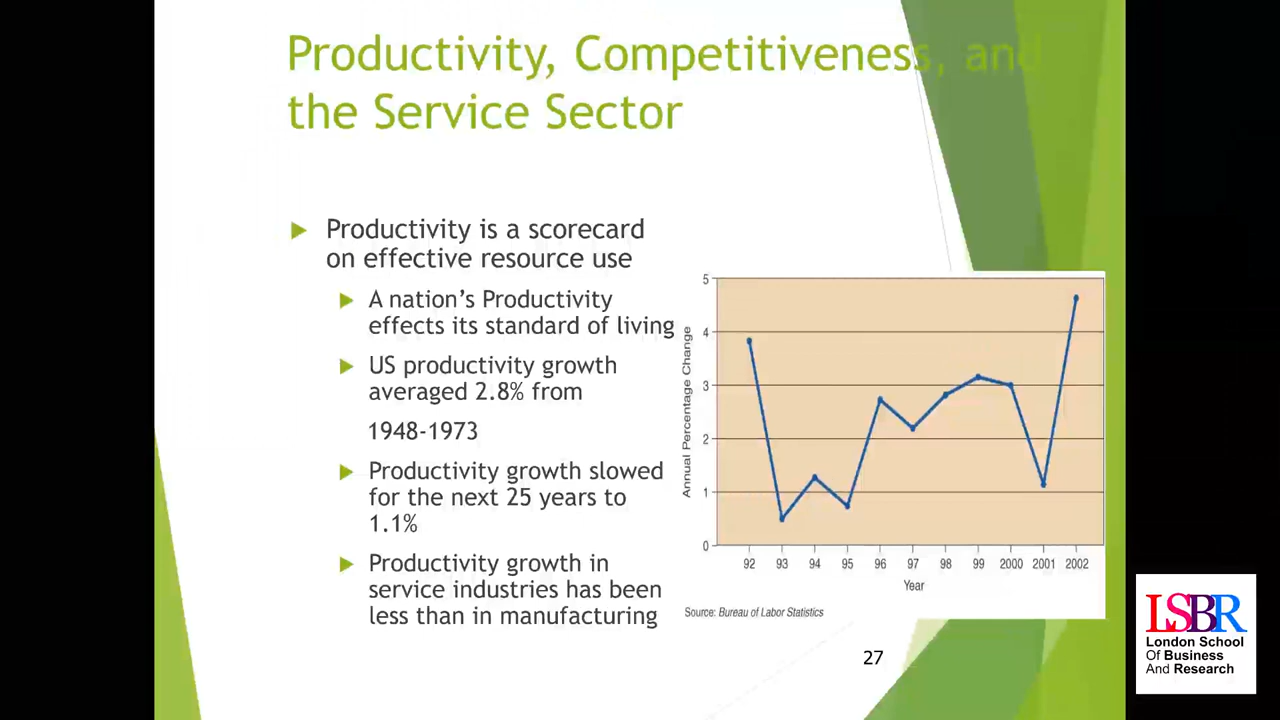 Productivity, Competitiveness, and
the Service Sector
Productivity is a scorecard
on effective resource use
A nation's Productivity
effects its standard of living
US productivity growth
averaged 2.8% from
1948-1973
Productivity growth slowed
for the next 25 years to
1.1%
Productivity growth in
service industries has been
less than in manufacturing
Annual Percentage Change
5
4
3
2
1
0
92 93 94 95 96 97 98 99 2000 2001 2002
Year
Source: Bureau of Labor Statistics
27
LSBR
London School
Of Business
And Research